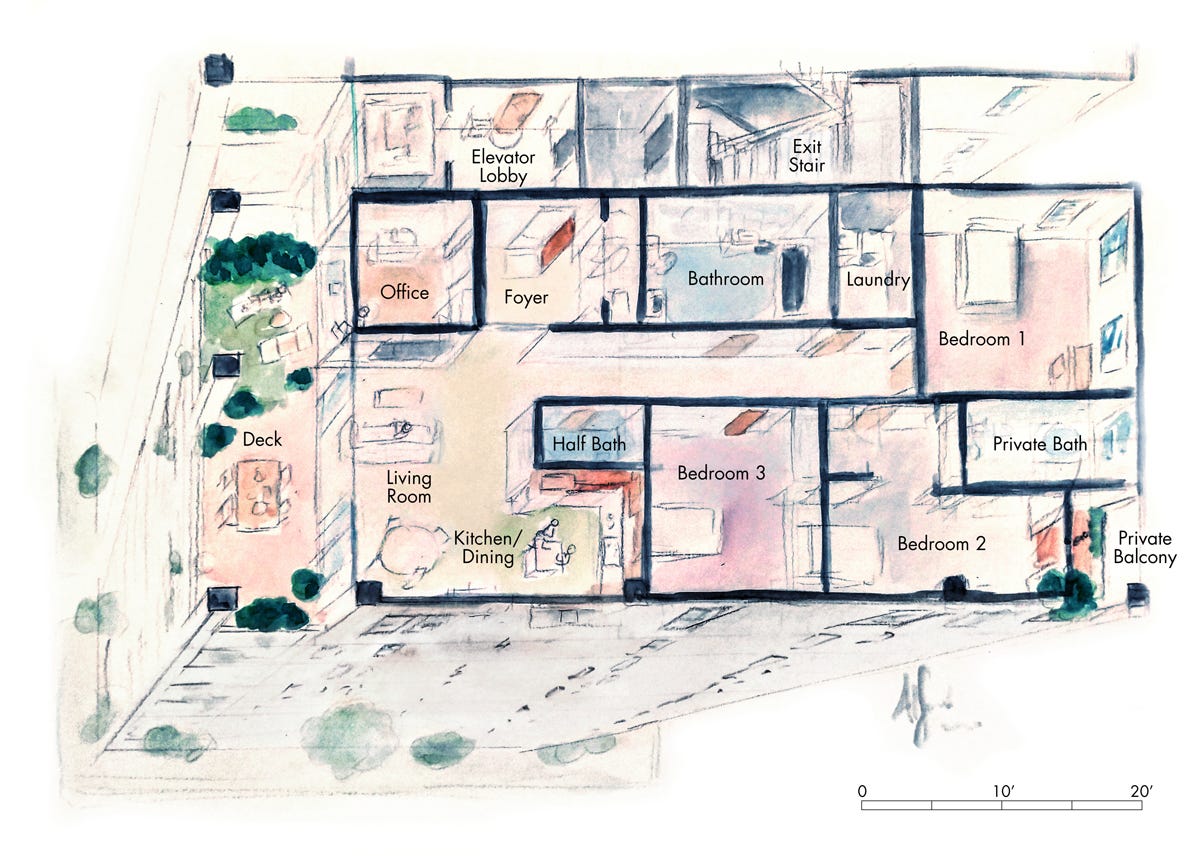 Elevator
Lobby
Exit
Stair
Office
Foyer
Bathroom
Laundry
Bedroom 1
Deck
Half Bath
Private Bath
Living
Room
Bedroom 3
Kitchen/
Dining
Bedroom 2
Private
Balcony
0 10’ 20’